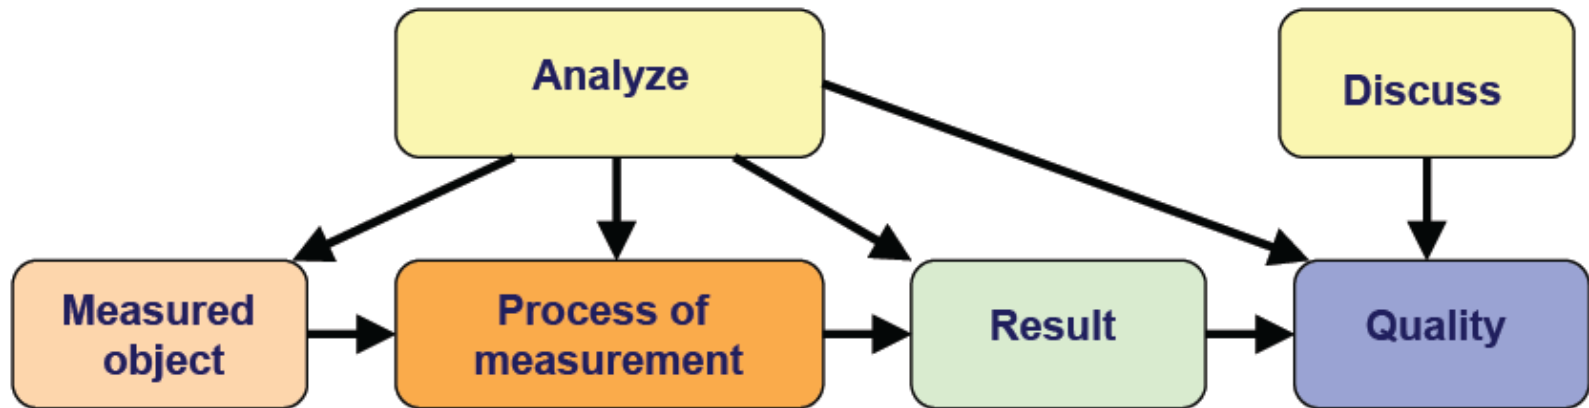 Analyze
Discuss
Measured
object
Process of
measurement
Result
Quality